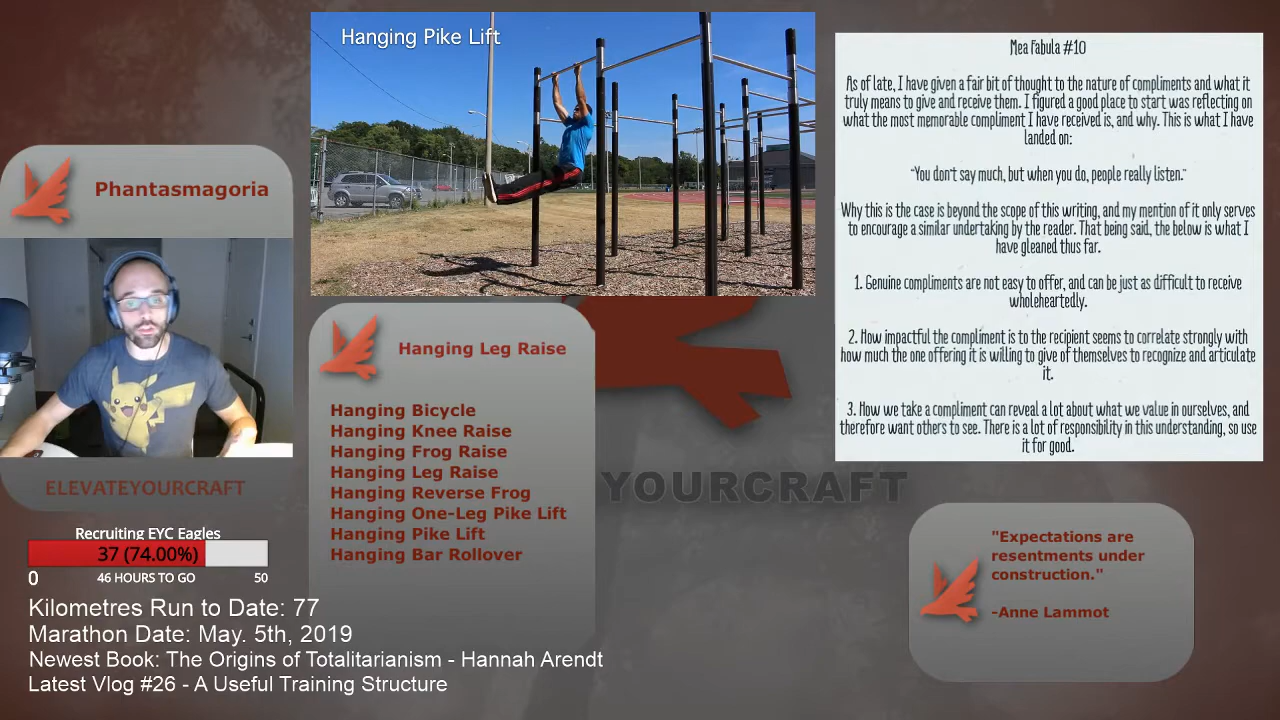 Hanging Pike Lift
Mea Fabula #10
As of late, I have given a fair bit of thought to the nature of compliments and what it
truly means to give and receive them. I figured a good place to start was reflecting on
what the most memorable compliment I have received is, and why. This is what I have
landed on:
"You don't say much, but when you do, people really listen."
Why this is the case is beyond the scope of this writing, and my mention of it only serves
to encourage a similar undertaking by the reader. That being said, the below is what I
have gleaned thus far.
1. Genuine compliments are not easy to offer, and can be just as difficult to receive
wholeheartedly.
2. How impactful the compliment is to the recipient seems to correlate strongly with
how much the one offering it is willing to give of themselves to recognize and articulate
it.
3. How we take a compliment can reveal a lot about what we value in ourselves, and
therefore want others to see. There is a lot of responsibility in this understanding, so use
it for good.
Phantasmagoria
ELEVATEYOURCRAFT
Hanging Leg Raise
Hanging Bicycle
Hanging Knee Raise
Hanging Frog Raise
Hanging Leg Raise
Hanging Reverse Frog
Hanging One-Leg Pike Lift
Hanging Pike Lift
Hanging Bar Rollover
YOURCRAFT
"Expectations are
resentments under
construction."
-Anne Lammot
Recruiting EYC Eagles
37 (74.00%)
0 46 HOURS TO GO 50
Kilometres Run to Date: 77
Marathon Date: May. 5th, 2019
Newest Book: The Origins of Totalitarianism - Hannah Arendt
Latest Vlog #26 - A Useful Training Structure